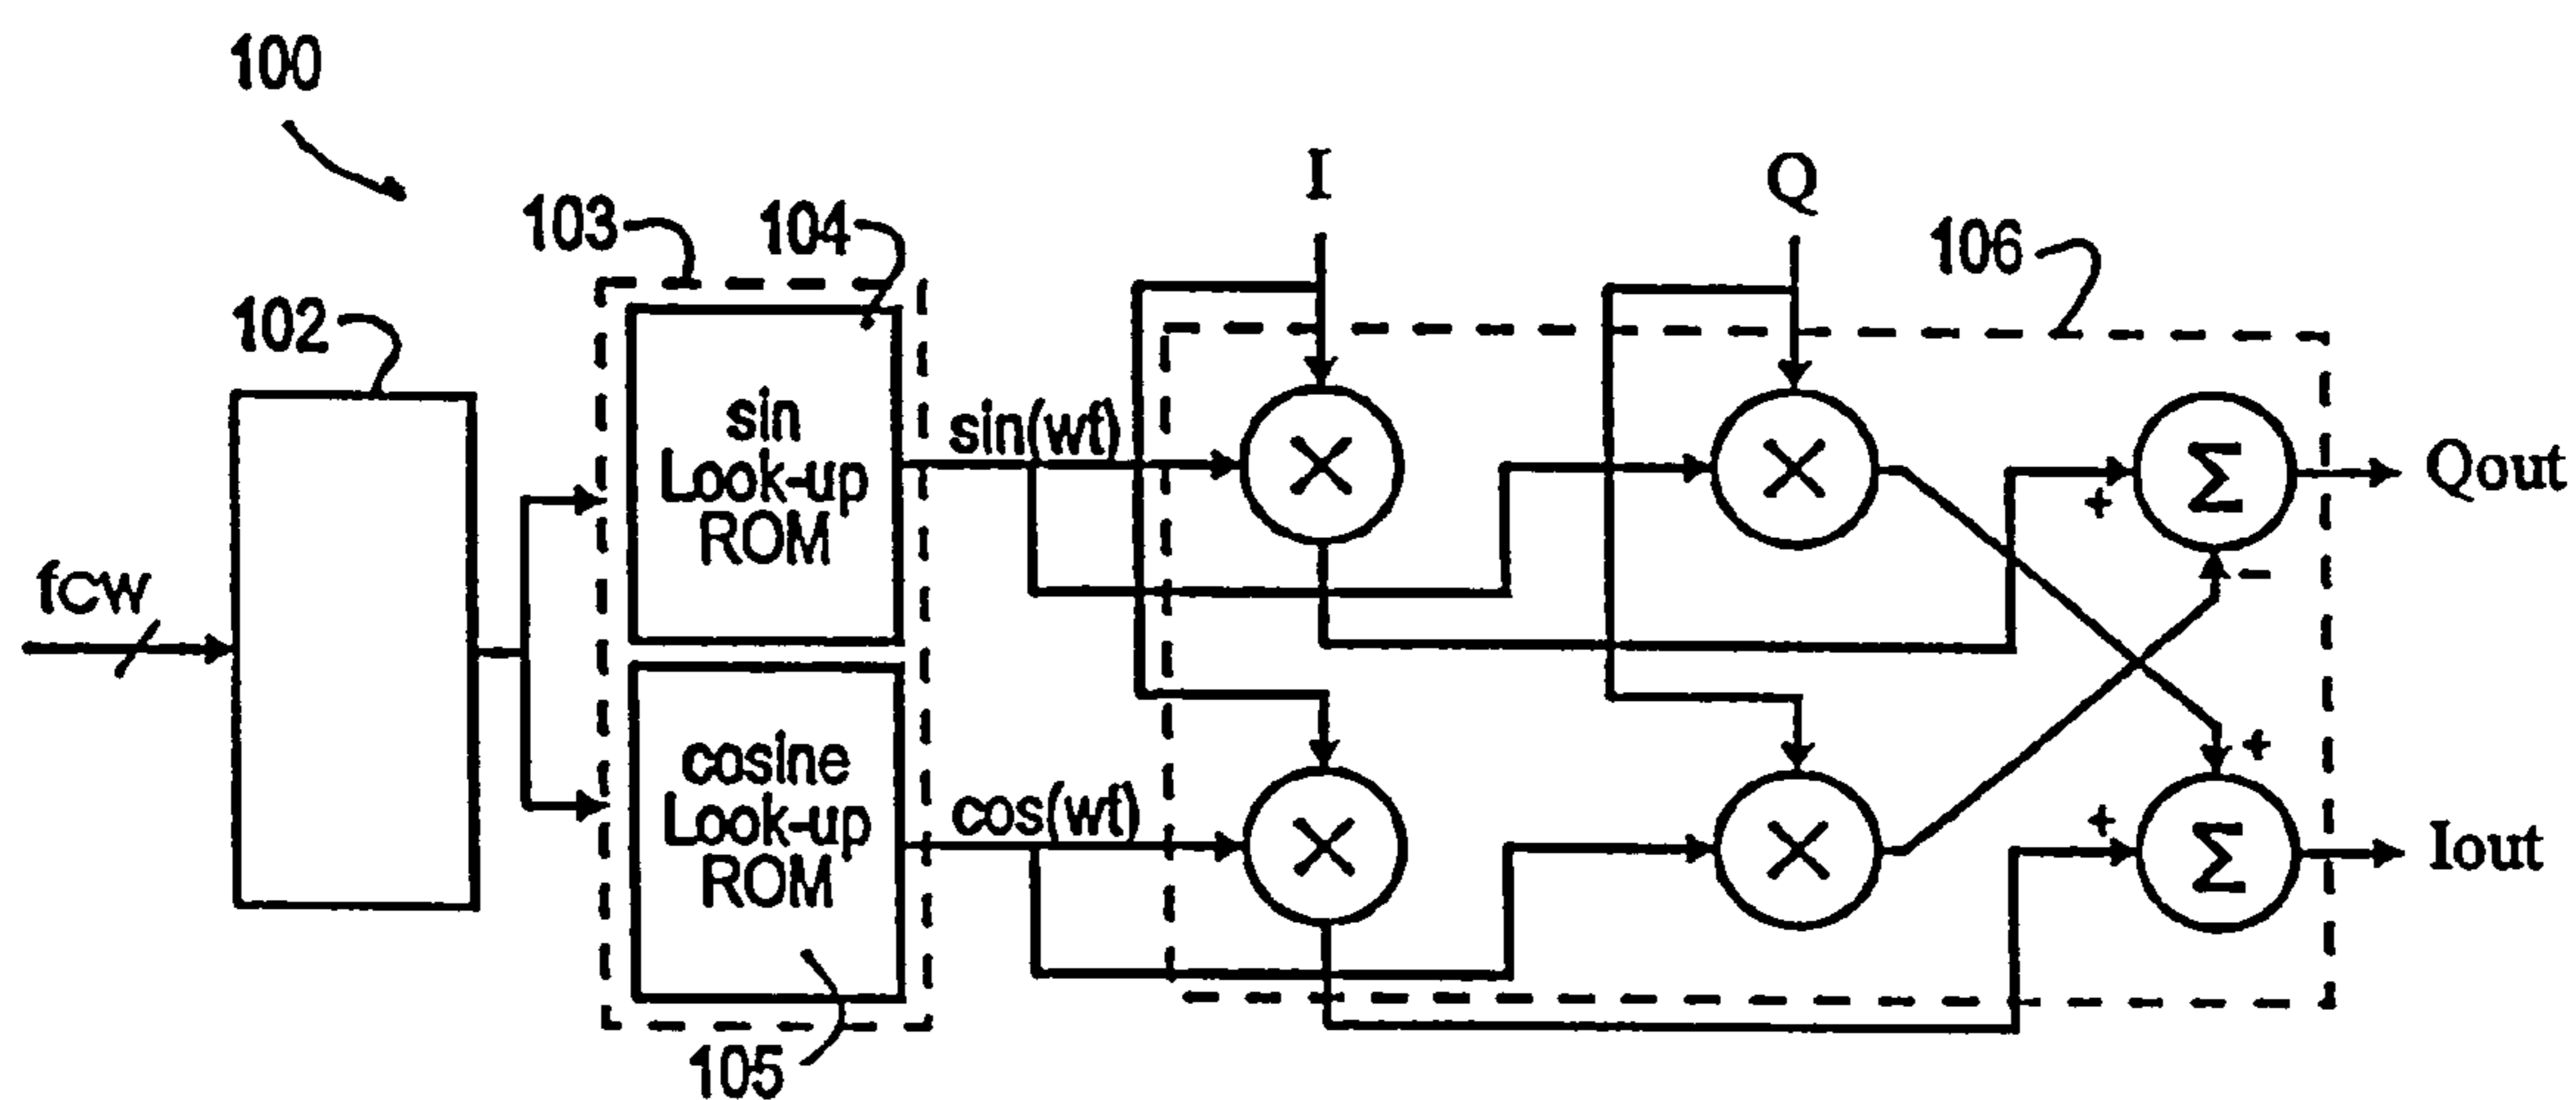 100
I
Q
103
104
106
102
sin
Look-up
ROM
sin(wt)
×
×
Σ
Qout
+
-
fcw
cosine
Look-up
ROM
cos(wt)
×
×
+
+
Σ
Iout
105